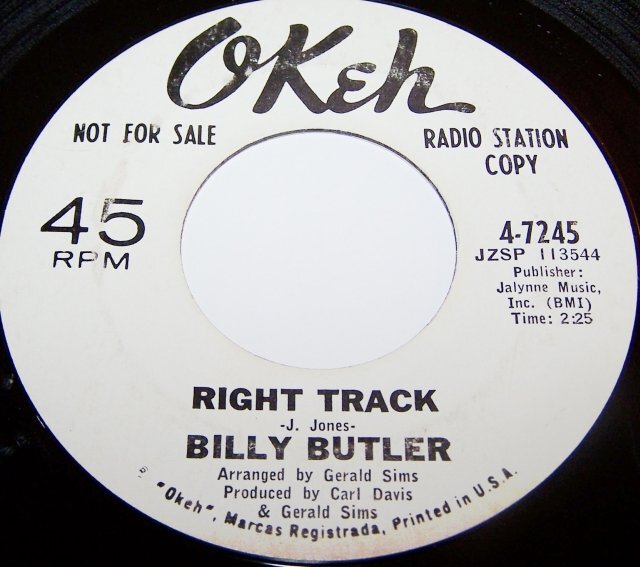 OKeh
NOT FOR SALE
RADIO STATION
COPY
45
RPM
4-7245
JZSP 113544
Publisher:
Jalynne Music,
Inc. (BMI)
Time: 2:25
RIGHT TRACK
-J. Jones-
BILLY BUTLER
Arranged by Gerald Sims
Produced by Carl Davis
& Gerald Sims
"Okeh", Marcas Registrada, Printed in U.S.A.